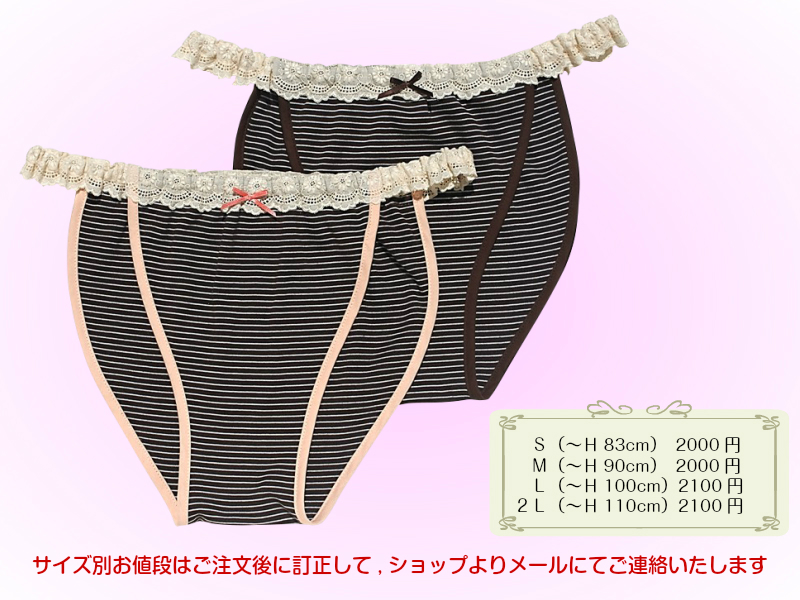 S（～H 83cm） 2000 円
M（～H 90cm） 2000 円
L（～H 100cm）2100 円
2 L（～H 110cm）2100 円
サイズ別お値段はご注文後に訂正して , ショップよりメールにてご連絡いたします